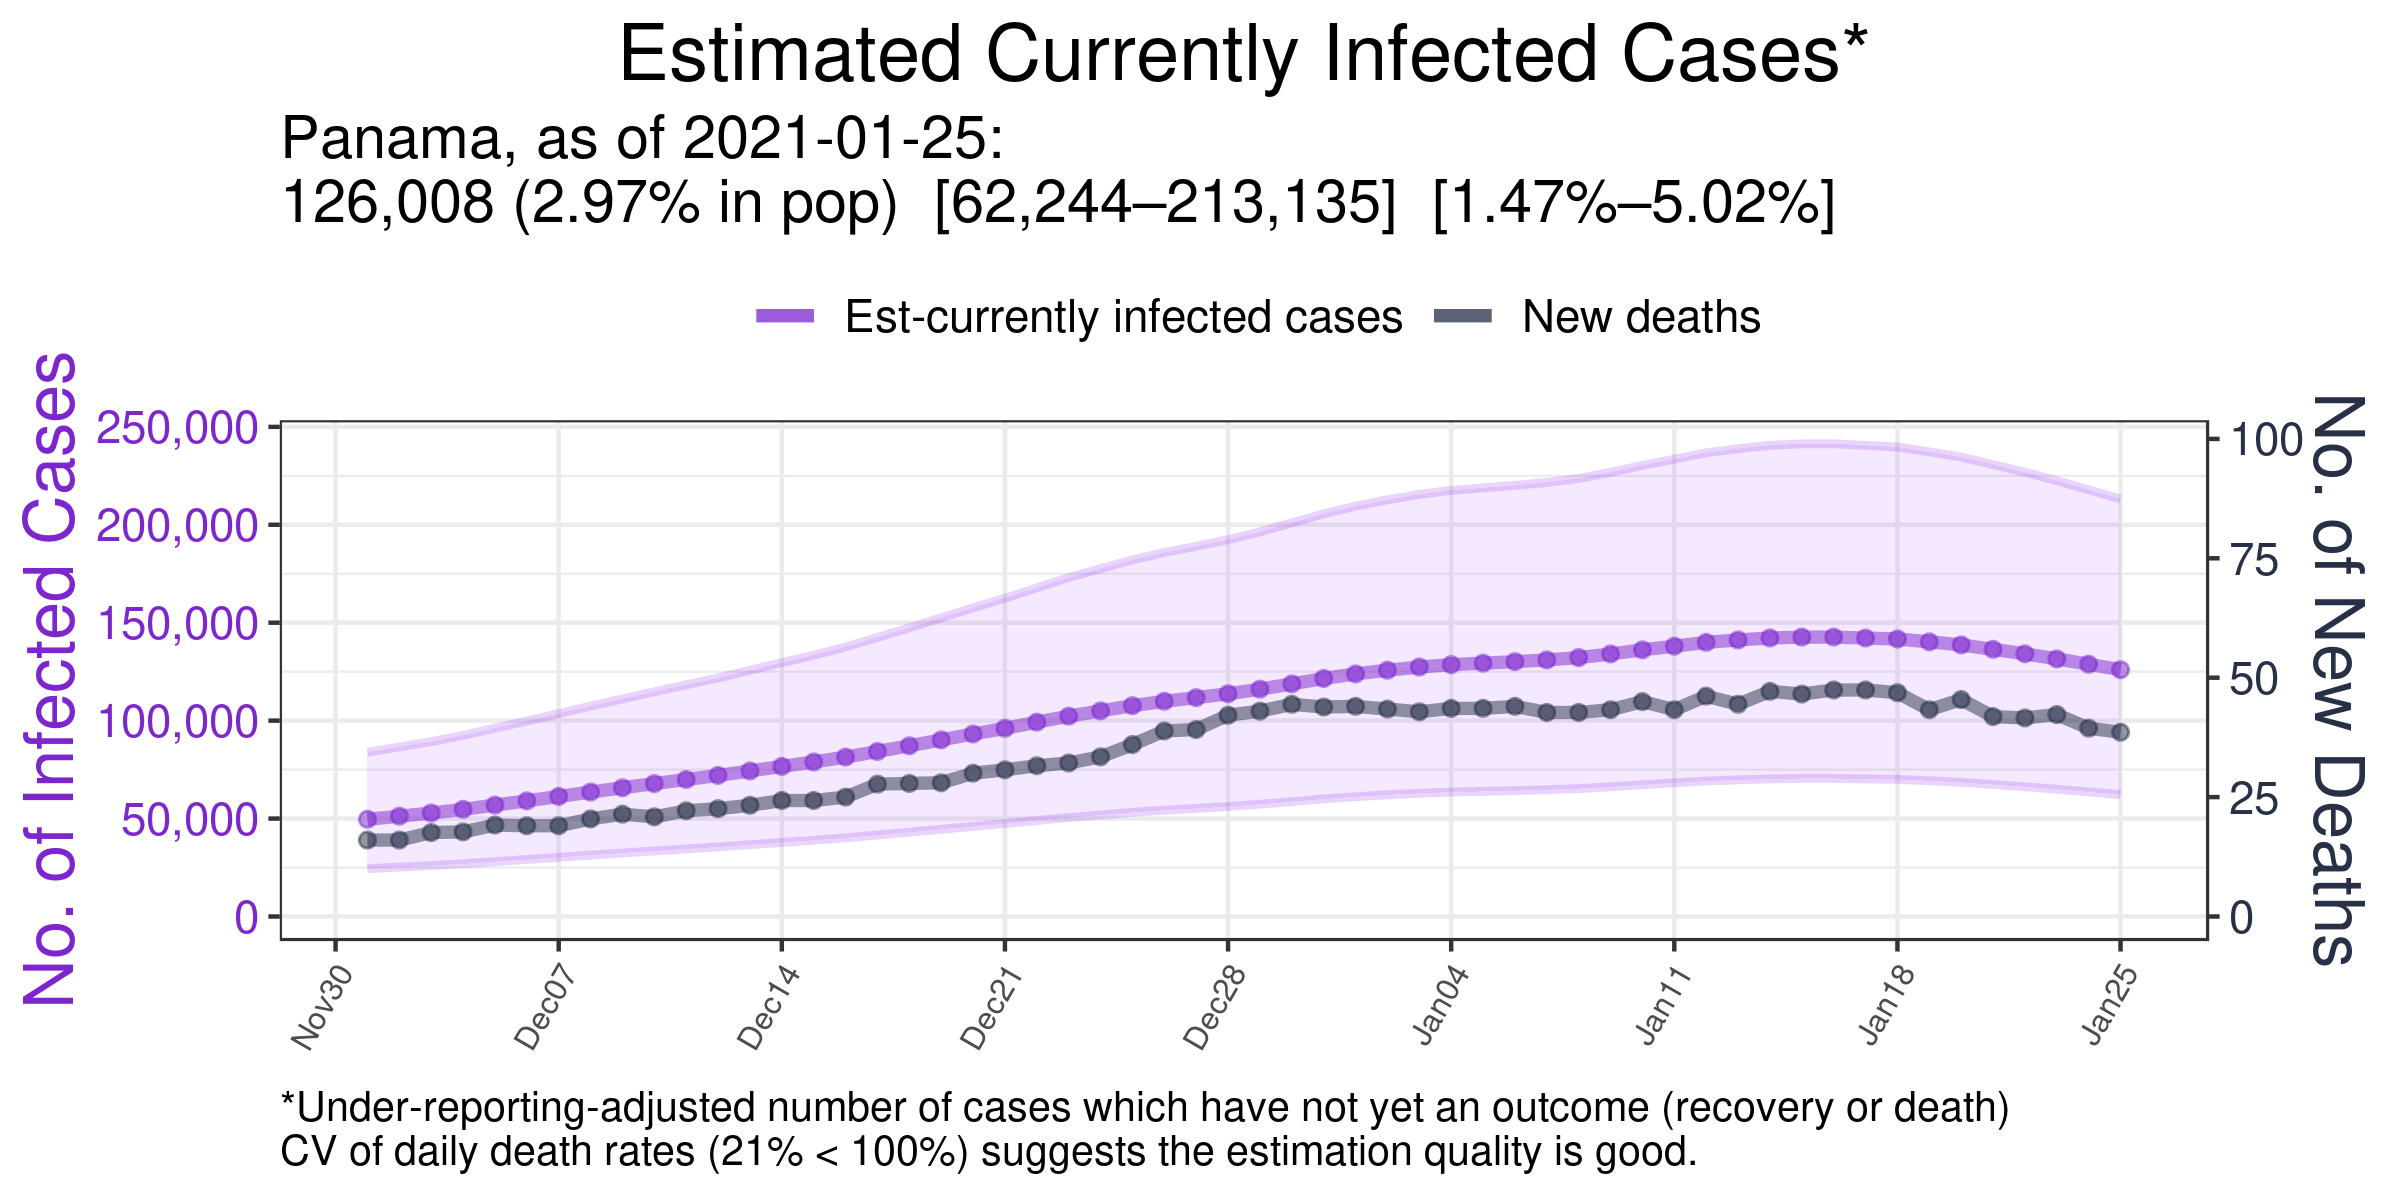 Estimated Currently Infected Cases*
Panama, as of 2021-01-25:
126,008 (2.97% in pop)  [62,244–213,135]  [1.47%–5.02%]
Est-currently infected cases
New deaths
No. of Infected Cases
250,000
200,000
150,000
100,000
50,000
0
100
75
50
25
0
No. of New Deaths
Nov30
Dec07
Dec14
Dec21
Dec28
Jan04
Jan11
Jan18
Jan25
*Under-reporting-adjusted number of cases which have not yet an outcome (recovery or death)
CV of daily death rates (21% < 100%) suggests the estimation quality is good.